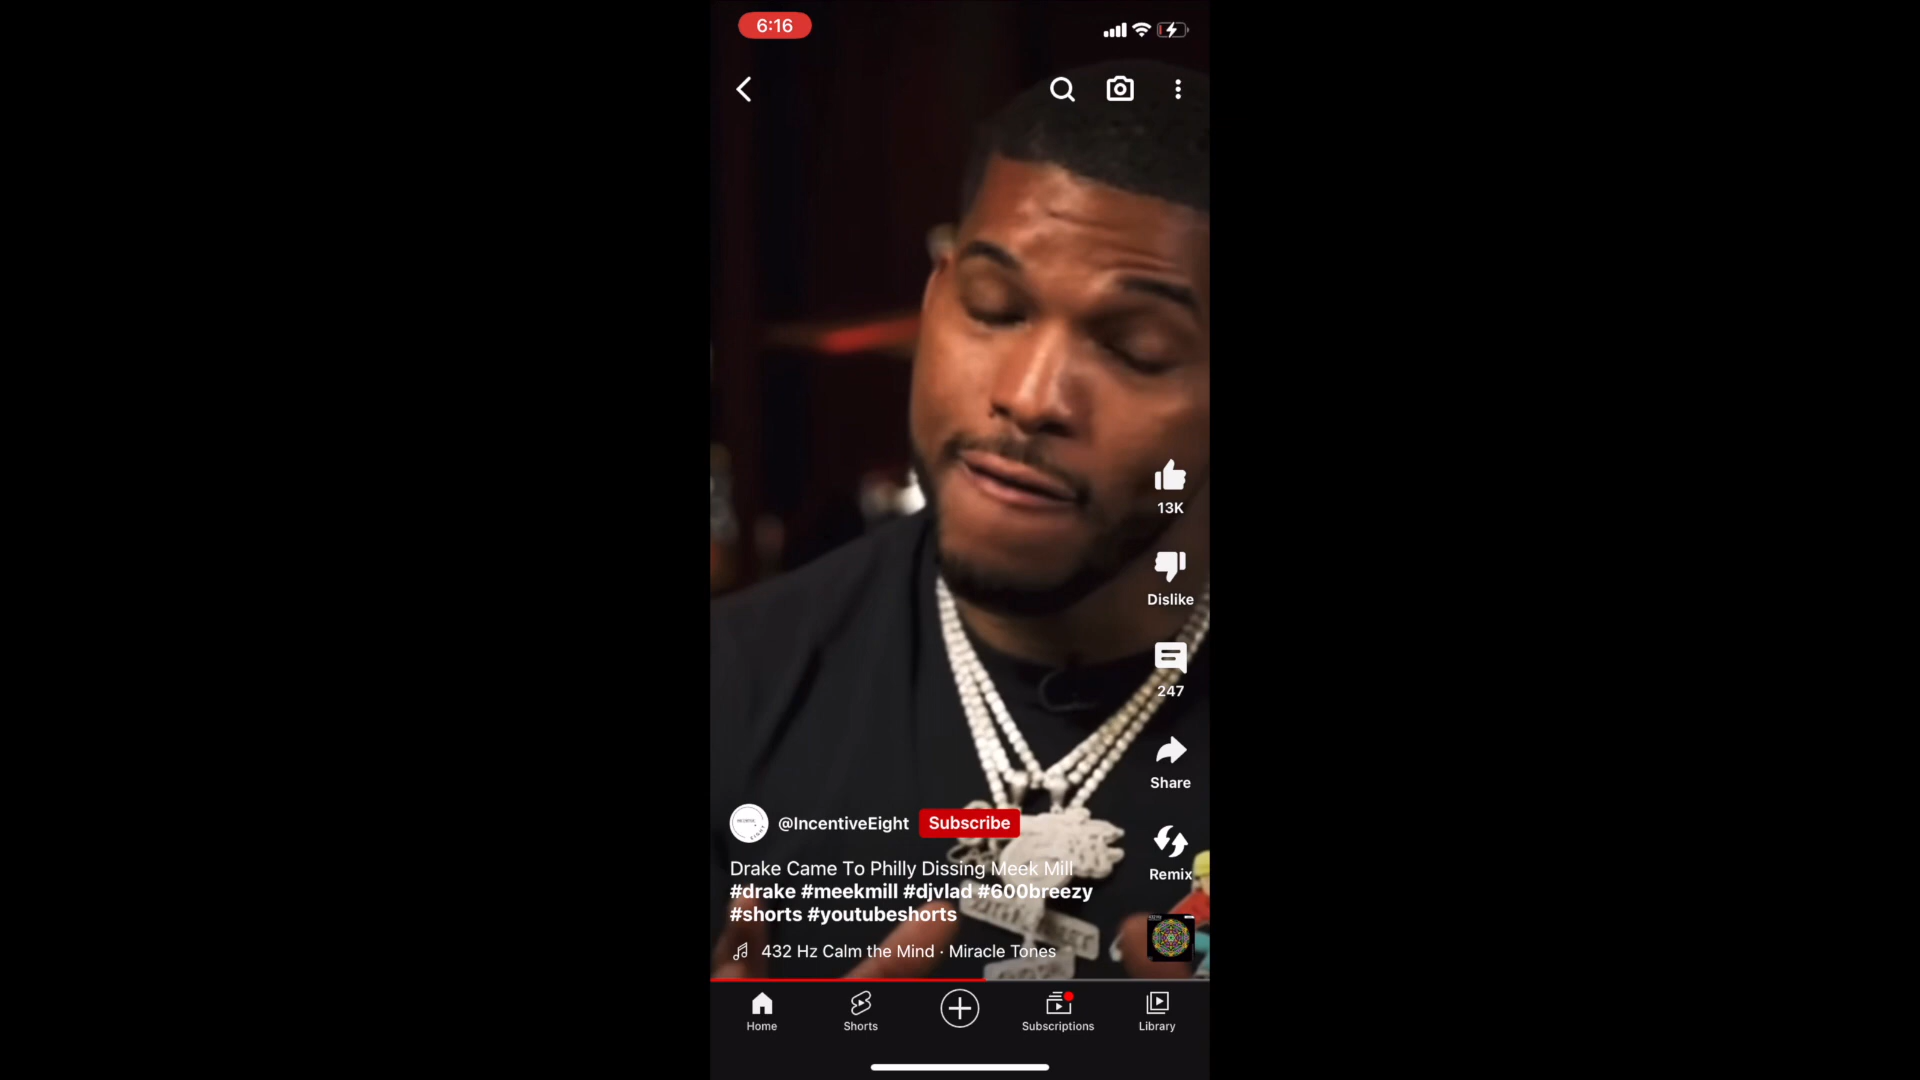 6:16
13K
Dislike
247
Share
@IncentiveEight Subscribe
Drake Came To Philly Dissing Meek Mill
#drake #meekmill #djvlad #600breezy
#shorts #youtubeshorts
Remix
432 Hz Calm the Mind · Miracle Tones
Home
Shorts
Subscriptions
Library